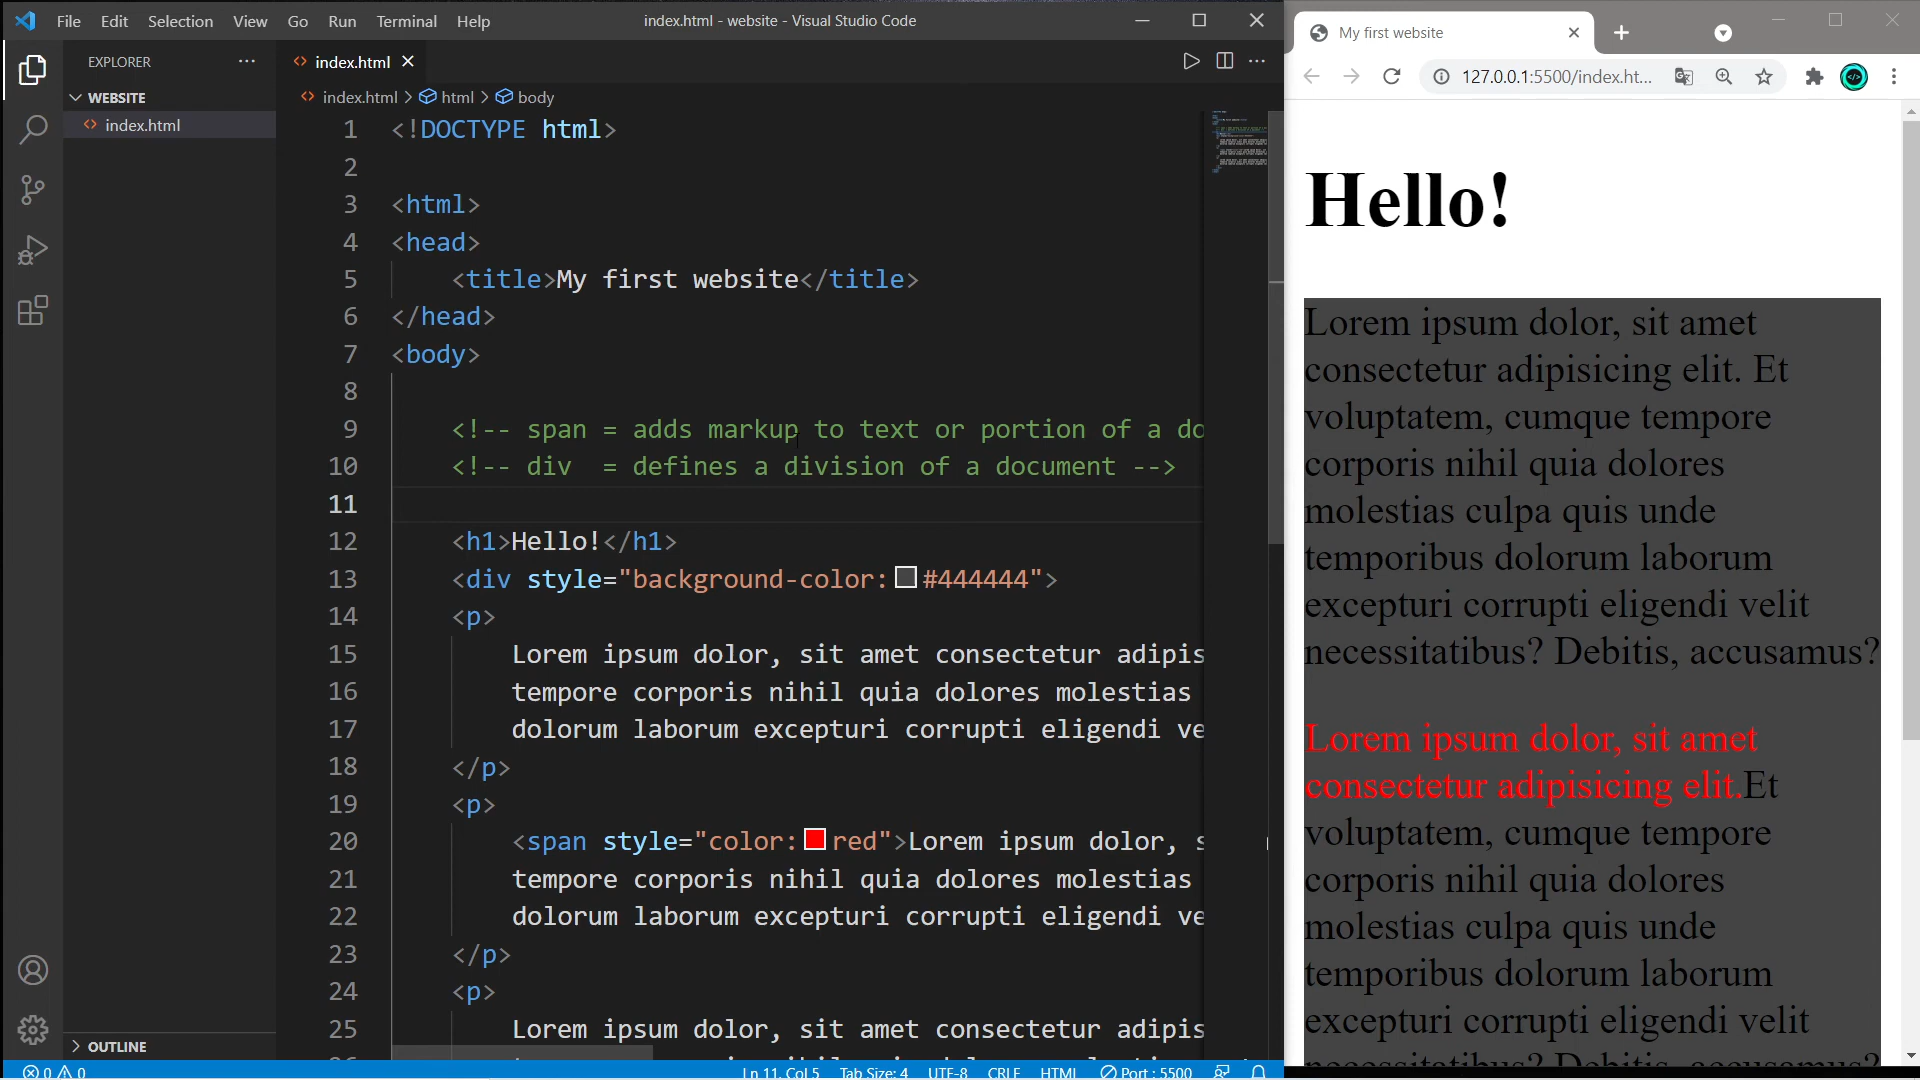 File Edit Selection View Go Run Terminal Help
index.html - website - Visual Studio Code
EXPLORER
WEBSITE
index.html
OUTLINE
index.html
index.html > html > body
1 <!DOCTYPE html>
2
3 <html>
4 <head>
5 <title>My first website</title>
6 </head>
7 <body>
8
9 <!-- span = adds markup to text or portion of a do
10 <!-- div  = defines a division of a document -->
11
12 <h1>Hello!</h1>
13 <div style="background-color:#444444">
14 <p>
15 Lorem ipsum dolor, sit amet consectetur adipis
16 tempore corporis nihil quia dolores molestias
17 dolorum laborum excepturi corrupti eligendi ve
18 </p>
19 <p>
20 <span style="color:red">Lorem ipsum dolor, s
21 tempore corporis nihil quia dolores molestias
22 dolorum laborum excepturi corrupti eligendi ve
23 </p>
24 <p>
25 Lorem ipsum dolor, sit amet consectetur adipis
0 0 Ln 11, Col 5 Tab Size: 4 UTF-8 CRLF HTML Port : 5500
My first website
127.0.0.1:5500/index.ht...
Hello!
Lorem ipsum dolor, sit amet
consectetur adipisicing elit. Et
voluptatem, cumque tempore
corporis nihil quia dolores
molestias culpa quis unde
temporibus dolorum laborum
excepturi corrupti eligendi velit
necessitatibus? Debitis, accusamus?
Lorem ipsum dolor, sit amet
consectetur adipisicing elit.Et
voluptatem, cumque tempore
corporis nihil quia dolores
molestias culpa quis unde
temporibus dolorum laborum
excepturi corrupti eligendi velit
necessitatibus? Debitis, accusamus?